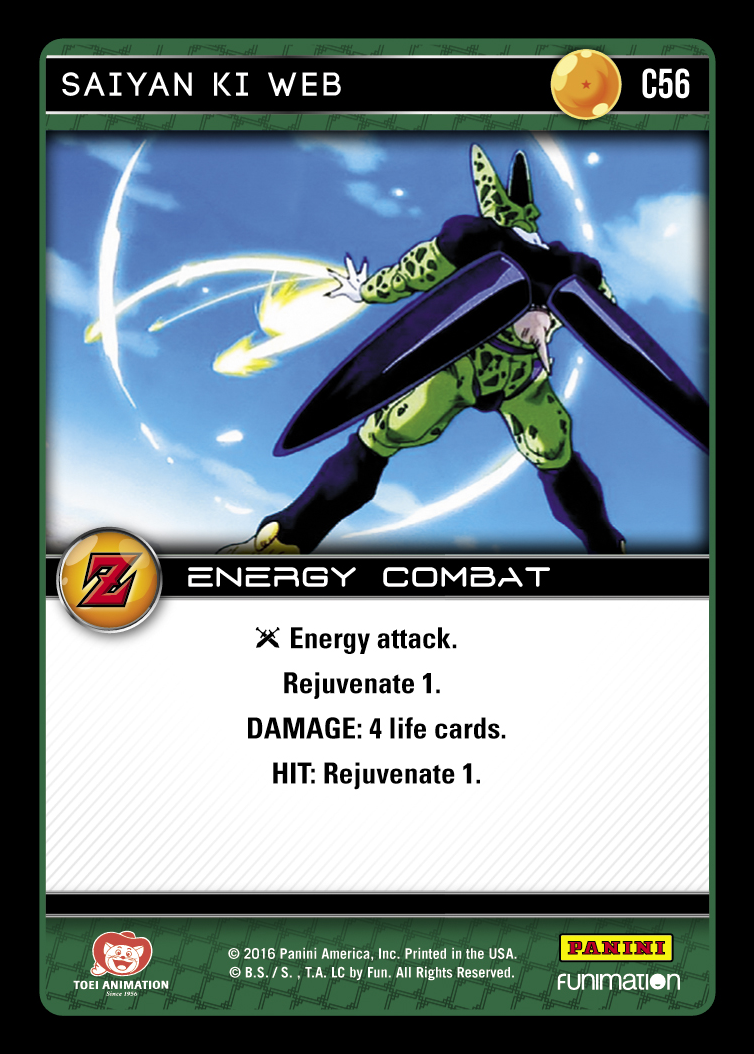 SAIYAN KI WEB
C56
Z
ENERGY COMBAT
Energy attack.
Rejuvenate 1.
DAMAGE: 4 life cards.
HIT: Rejuvenate 1.
TOEI ANIMATION
Since 1956
© 2016 Panini America, Inc. Printed in the USA.
© B.S. / S. , T.A. LC by Fun. All Rights Reserved.
PANINI
FUNIMATION